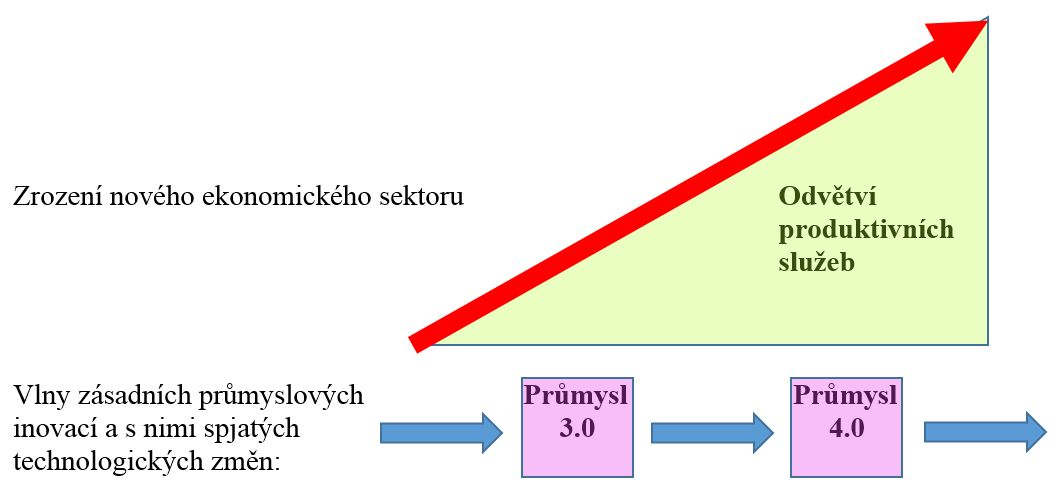 Zrození nového ekonomického sektoru
Odvětví
produktivních
služeb
Vlny zásadních průmyslových
inovací a s nimi spjatých
technologických změn:
Průmysl
3.0
Průmysl
4.0